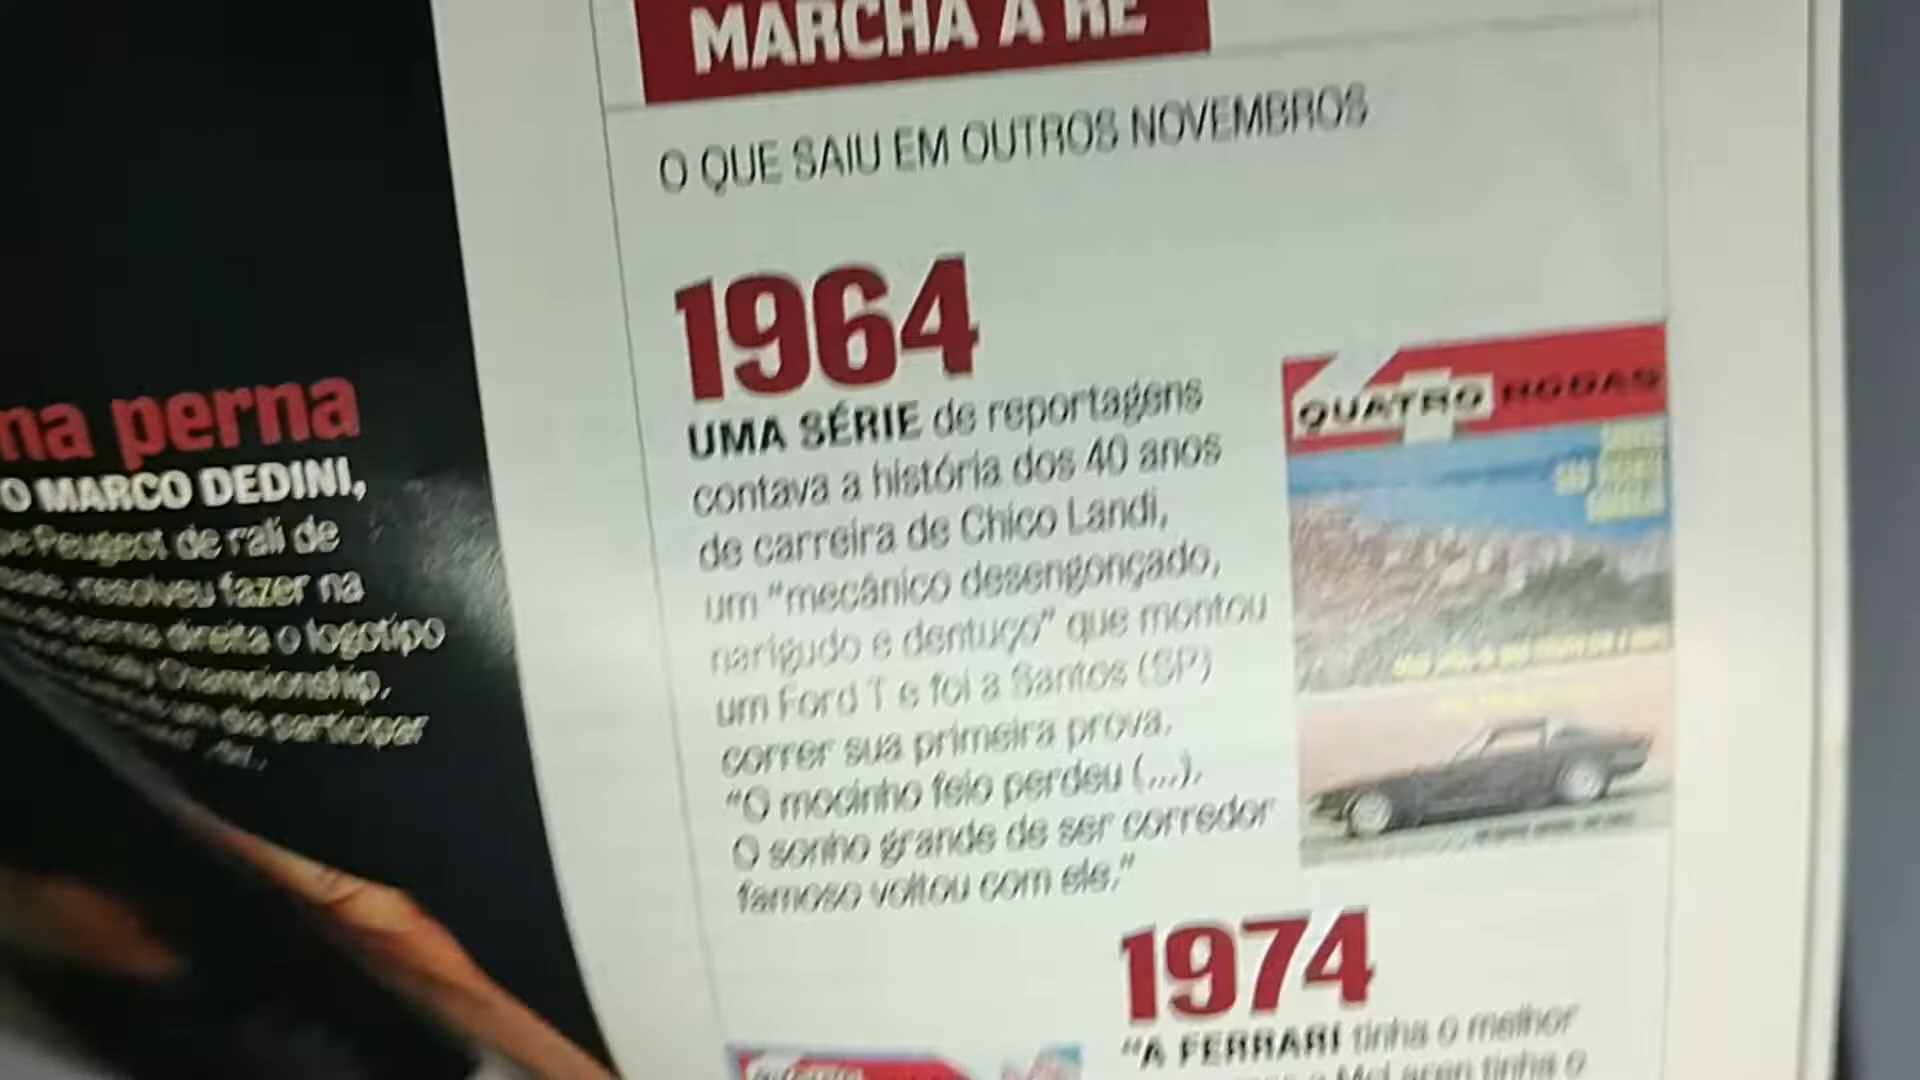 na perna
O MARCO DEDINI,
Peugeot de rali de
resolveu fazer na
direita o logotipo
Championship,
participar
MARCHA A RÉ
O QUE SAIU EM OUTROS NOVEMBROS
1964
UMA SÉRIE de reportagens
contava a história dos 40 anos
de carreira de Chico Landi,
um “mecânico desengonçado,
narigudo e dentuço” que montou
um Ford T e foi a Santos (SP)
correr sua primeira prova.
“O mocinho feio perdeu (...).
O sonho grande de ser corredor
famoso voltou com ele.”
QUATRO RODAS
1974
“A FERRARI tinha o melhor
McLaren tinha o